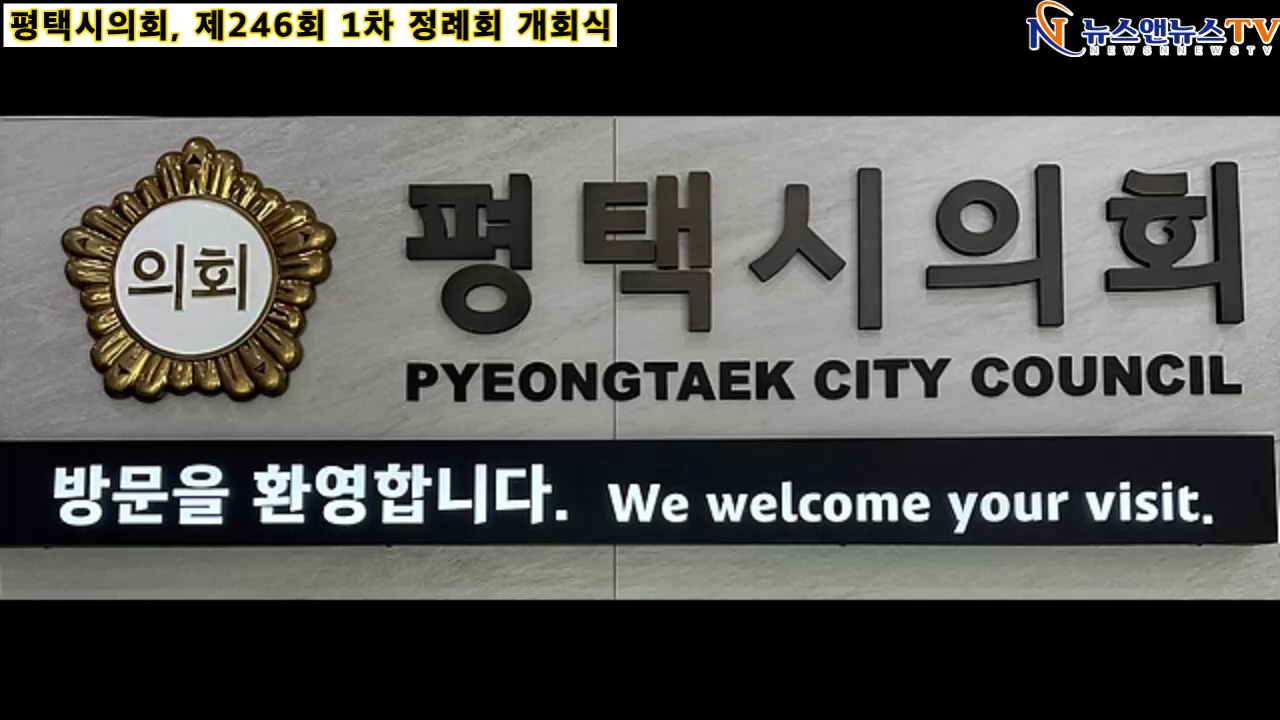 평택시의회, 제246회 1차 정례회 개회식
뉴스앤뉴스TV
NEWSNNEWSTV
의회
평택시의회
PYEONGTAEK CITY COUNCIL
방문을 환영합니다. We welcome your visit.